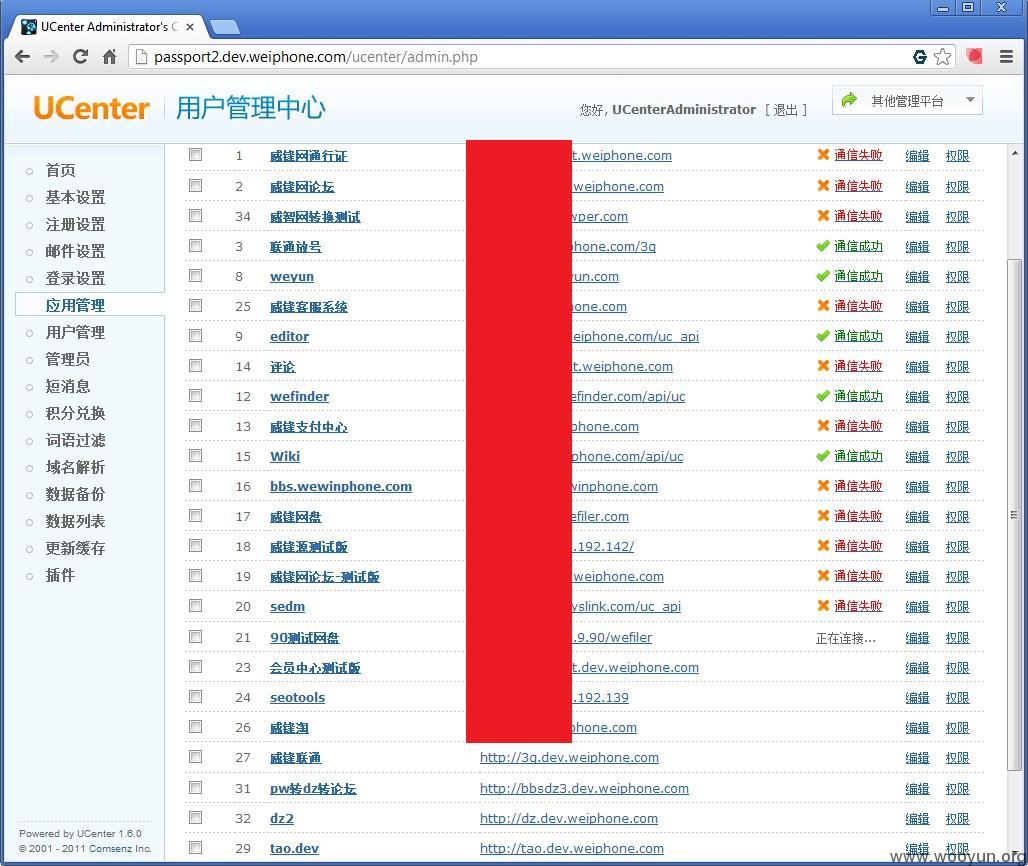 UCenter Administrator's C
passport2.dev.weiphone.com/ucenter/admin.php
UCenter 用户管理中心
您好, UCenterAdministrator [ 退出 ]
其他管理平台
首页
基本设置
注册设置
邮件设置
登录设置
应用管理
用户管理
管理员
短消息
积分兑换
词语过滤
域名解析
数据备份
数据列表
更新缓存
插件
Powered by UCenter 1.6.0
© 2001 - 2011 Comsenz Inc.
1 威锋网通行证 t.weiphone.com 通信失败 编辑 权限
2 威锋网论坛 .weiphone.com 通信失败 编辑 权限
34 威智网转换测试 wper.com 通信失败 编辑 权限
3 联通放号 hone.com/3g 通信成功 编辑 权限
8 weyun yun.com 通信成功 编辑 权限
25 威锋客服系统 one.com 通信失败 编辑 权限
9 editor eiphone.com/uc_api 通信成功 编辑 权限
14 评论 t.weiphone.com 通信失败 编辑 权限
12 wefinder efinder.com/api/uc 通信成功 编辑 权限
13 威锋支付中心 phone.com 通信失败 编辑 权限
15 Wiki phone.com/api/uc 通信成功 编辑 权限
16 bbs.wewinphone.com winphone.com 通信失败 编辑 权限
17 威锋网盘 efiler.com 通信失败 编辑 权限
18 威锋源测试版 .192.142/ 通信失败 编辑 权限
19 威锋网论坛-测试版 .weiphone.com 通信失败 编辑 权限
20 sedm yslink.com/uc_api 通信失败 编辑 权限
21 90测试网盘 .9.90/wefiler 正在连接... 编辑 权限
23 会员中心测试版 t.dev.weiphone.com 编辑 权限
24 seotools .192.139 编辑 权限
26 威锋淘 phone.com 编辑 权限
27 威锋联通 http://3g.dev.weiphone.com 编辑 权限
31 pw转dz转论坛 http://bbsdz3.dev.weiphone.com 编辑 权限
32 dz2 http://dz.dev.weiphone.com 编辑 权限
29 tao.dev http://tao.dev.weiphone.com 编辑 权限
www.wooyun.org